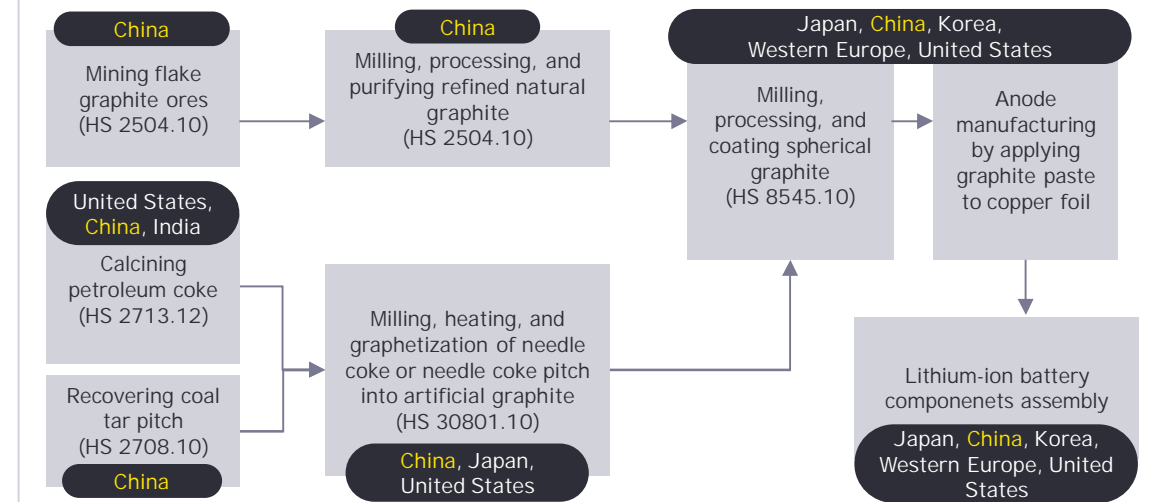 China
Mining flake
graphite ores
(HS 2504.10)
China
Milling, processing, and
purifying refined natural
graphite
(HS 2504.10)
Japan, China, Korea,
Western Europe, United States
Milling,
processing, and
coating spherical
graphite
(HS 8545.10)
Anode
manufacturing
by applying
graphite paste
to copper foil
United States,
China, India
Calcining
petroleum coke
(HS 2713.12)
Recovering coal
tar pitch
(HS 2708.10)
China
Milling, heating, and
graphetization of needle
coke or needle coke pitch
into artificial graphite
(HS 30801.10)
China, Japan,
United States
Lithium-ion battery
componenets assembly
Japan, China, Korea,
Western Europe, United
States